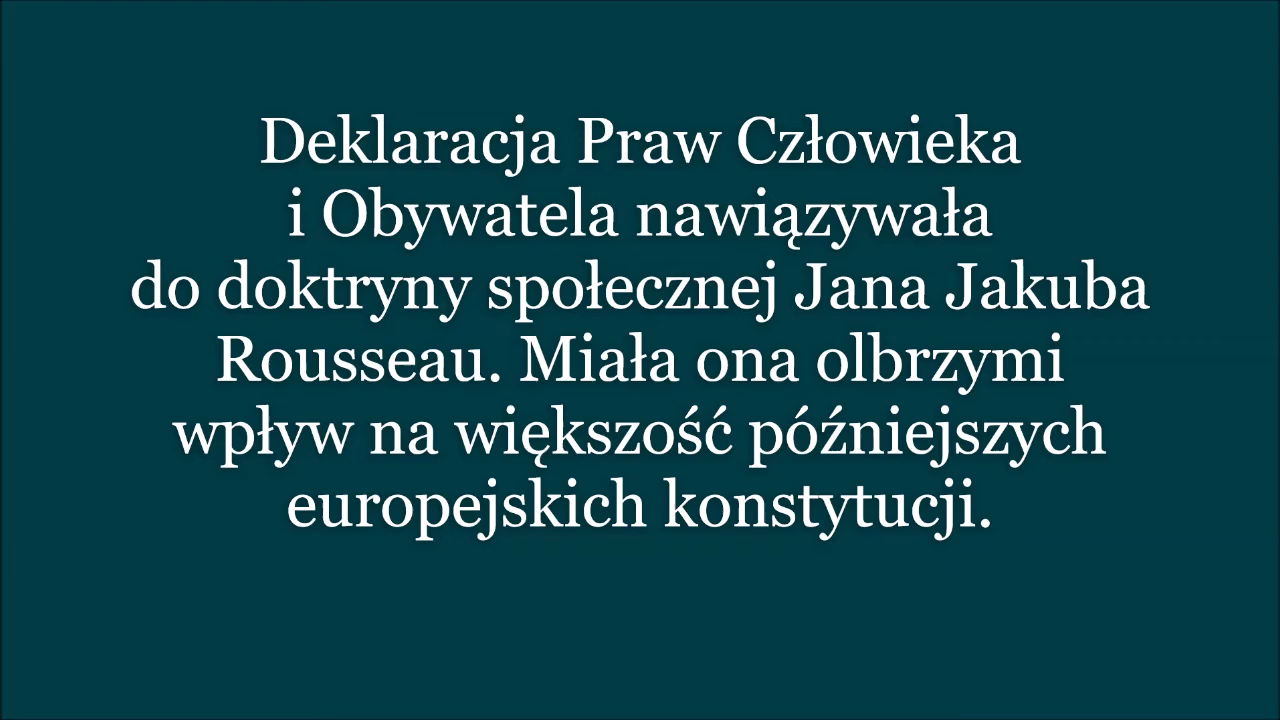 Deklaracja Praw Człowieka
i Obywatela nawiązywała
do doktryny społecznej Jana Jakuba
Rousseau. Miała ona olbrzymi
wpływ na większość późniejszych
europejskich konstytucji.